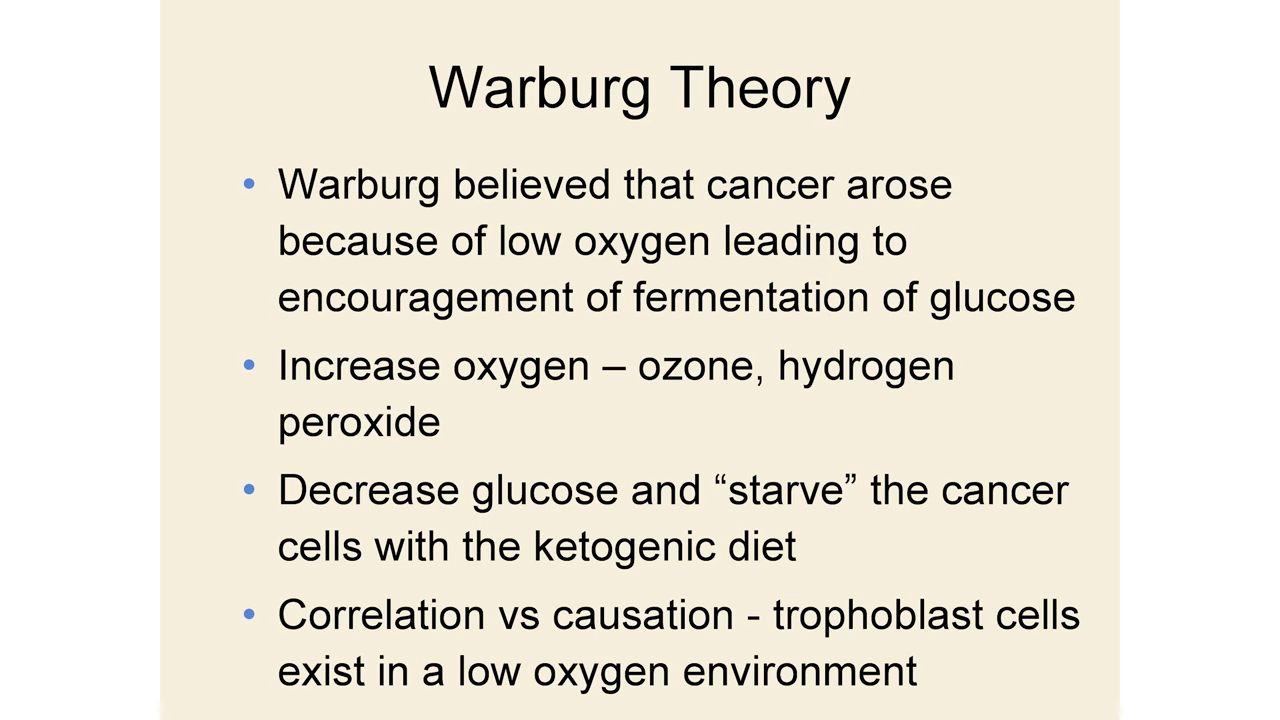 Warburg Theory
• Warburg believed that cancer arose
because of low oxygen leading to
encouragement of fermentation of glucose
• Increase oxygen – ozone, hydrogen
peroxide
• Decrease glucose and “starve” the cancer
cells with the ketogenic diet
• Correlation vs causation - trophoblast cells
exist in a low oxygen environment